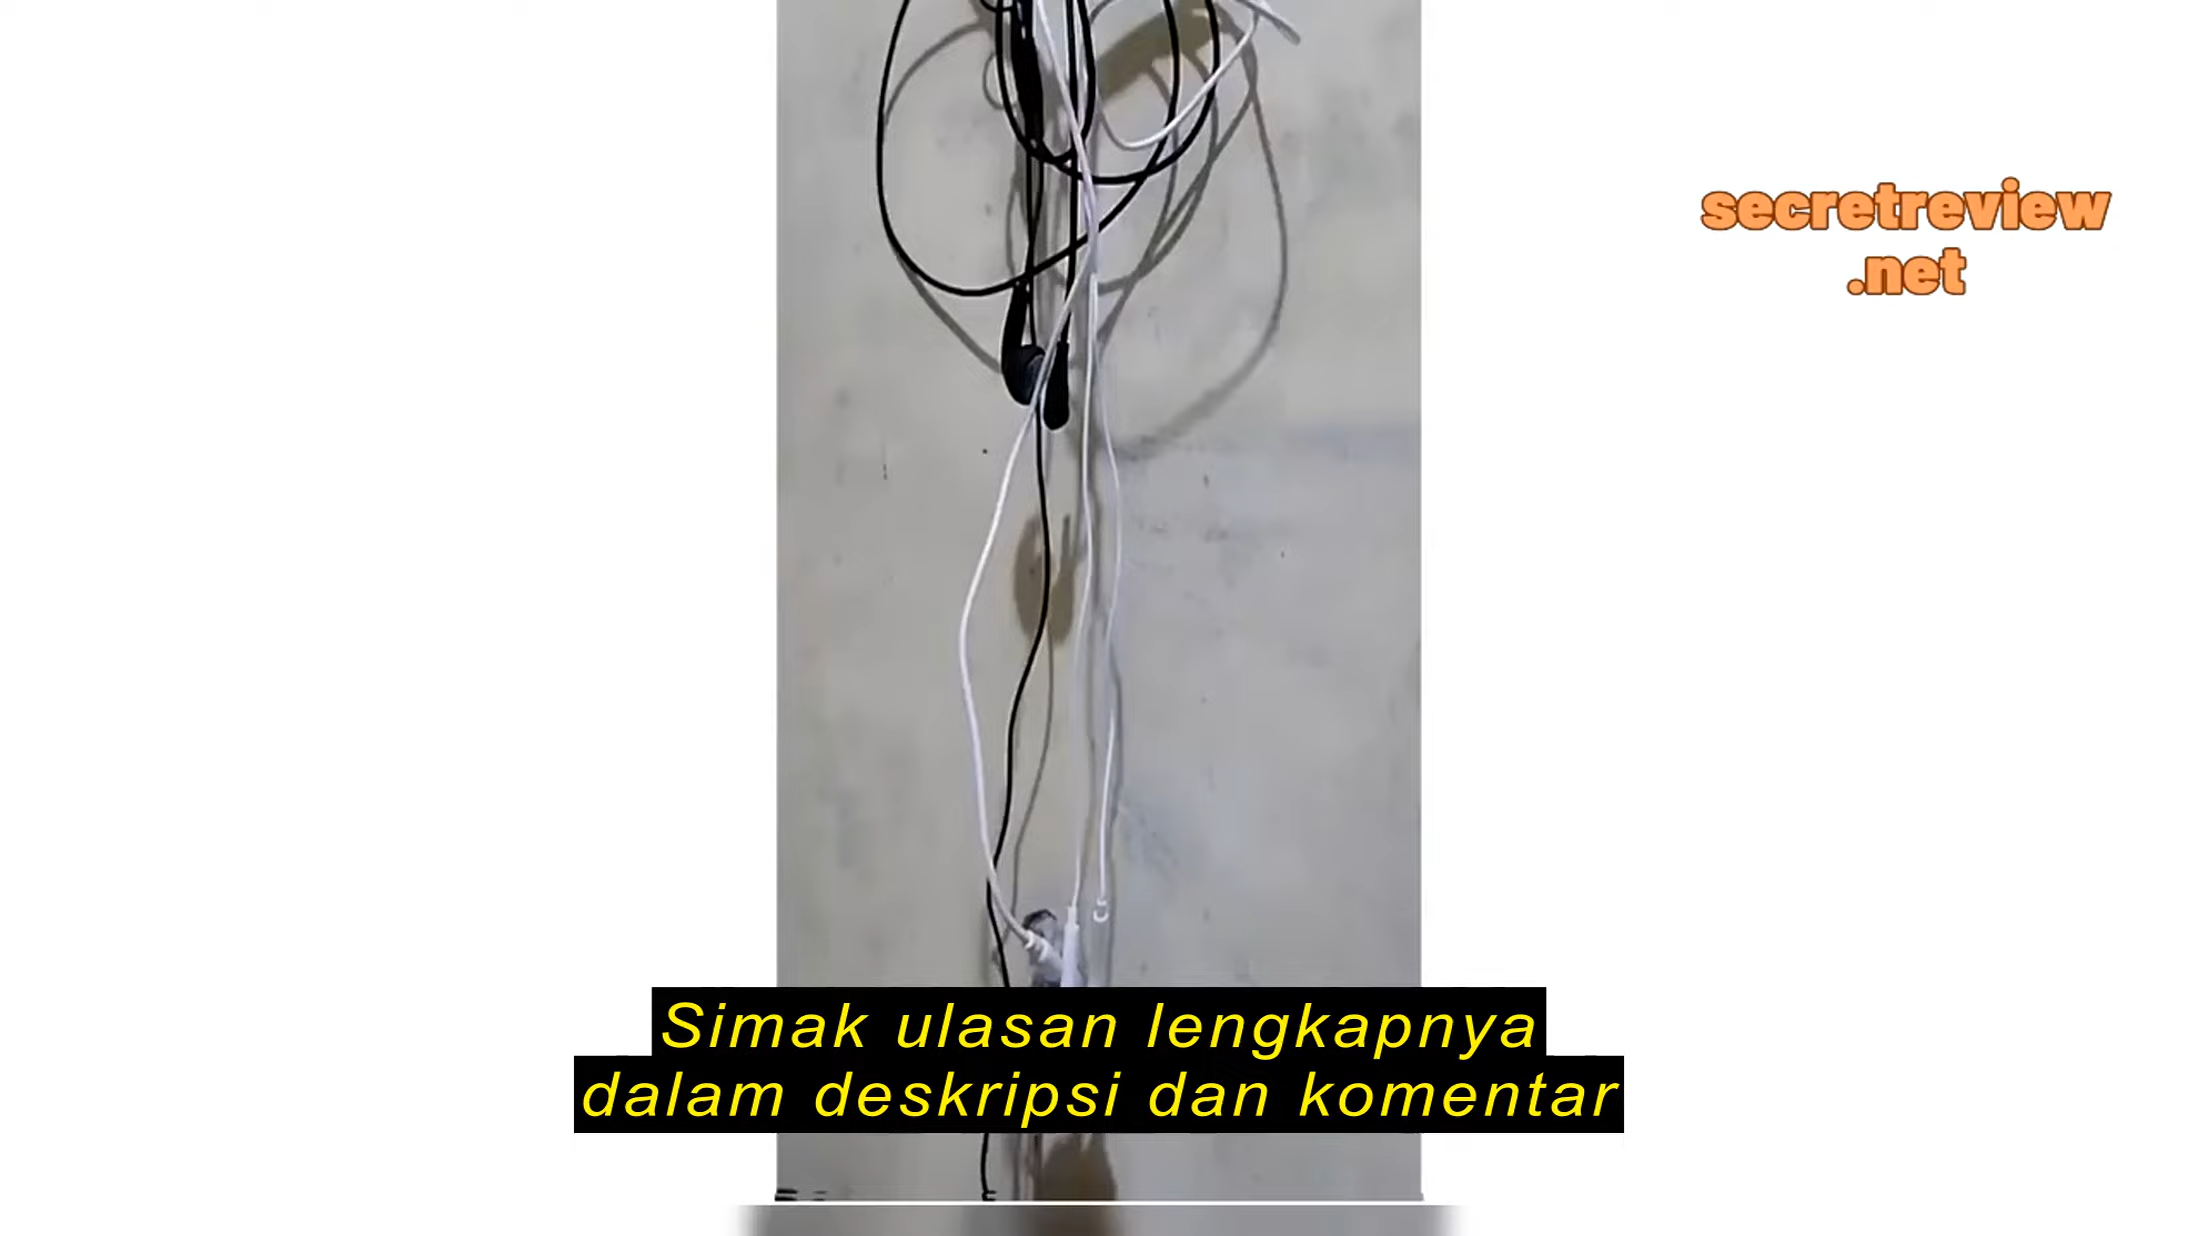 secretreview
.net
Simak ulasan lengkapnya
dalam deskripsi dan komentar